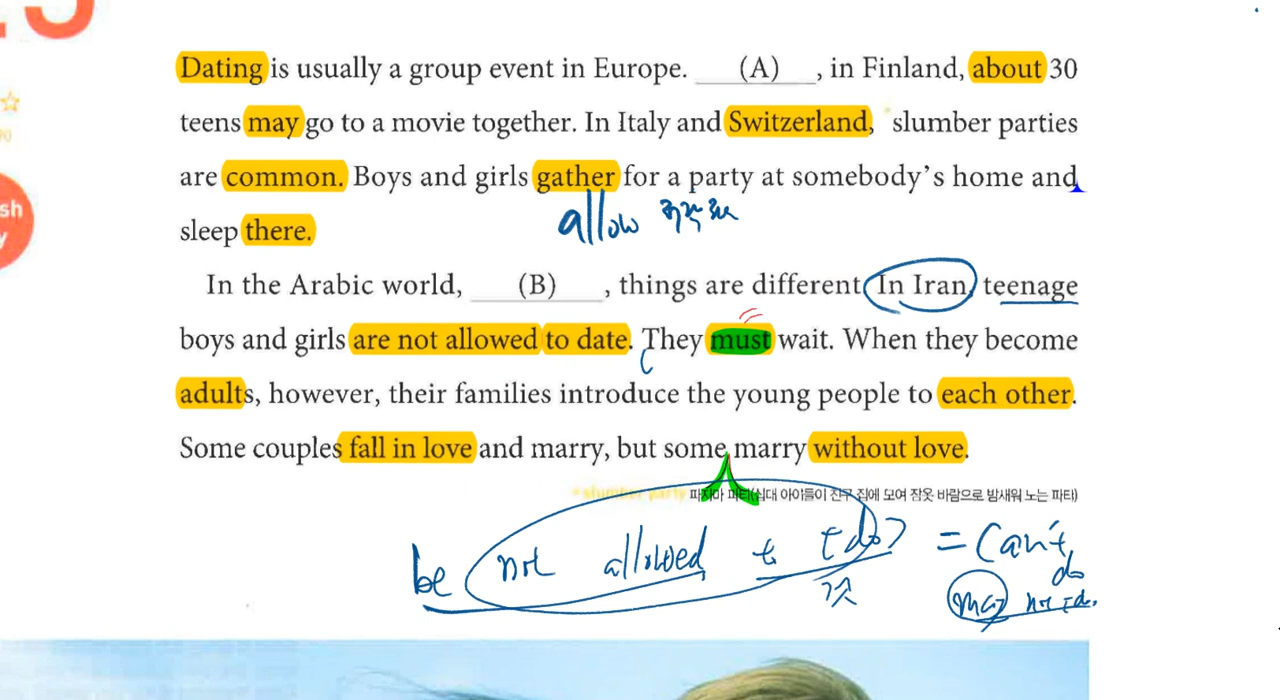 Dating is usually a group event in Europe. ___(A)___, in Finland, about 30
teens may go to a movie together. In Italy and Switzerland, *slumber parties
are common. Boys and girls gather for a party at somebody's home and
sleep there.
allow
In the Arabic world, ___(B)___, things are different. In Iran, teenage
boys and girls are not allowed to date. They must wait. When they become
adults, however, their families introduce the young people to each other.
Some couples fall in love and marry, but some marry without love.
*slumber party 파자마 파티(십대 아이들이 친구 집에 모여 잠옷 바람으로 밤새워 노는 파티)
be not allowed to [do] = can't
do
may not do.
sh
y